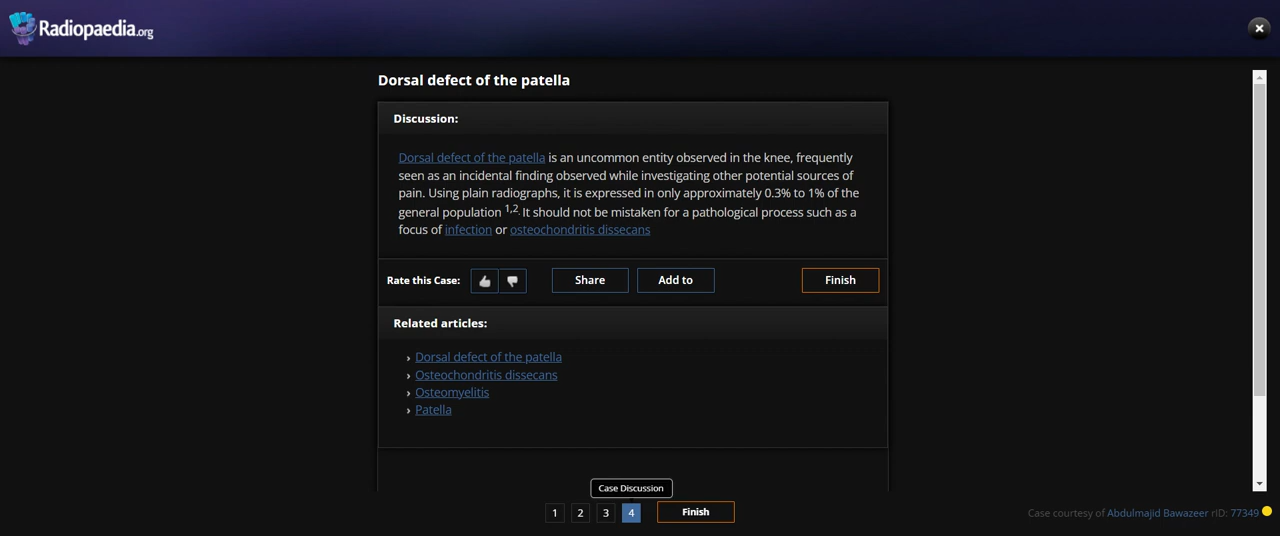 Radiopaedia.org
Dorsal defect of the patella
Discussion:
Dorsal defect of the patella is an uncommon entity observed in the knee, frequently
seen as an incidental finding observed while investigating other potential sources of
pain. Using plain radiographs, it is expressed in only approximately 0.3% to 1% of the
general population 1,2. It should not be mistaken for a pathological process such as a
focus of infection or osteochondritis dissecans
Rate this Case: Share Add to Finish
Related articles:
› Dorsal defect of the patella
› Osteochondritis dissecans
› Osteomyelitis
› Patella
Case Discussion
1 2 3 4 Finish
Case courtesy of Abdulmajid Bawazeer rID: 77349